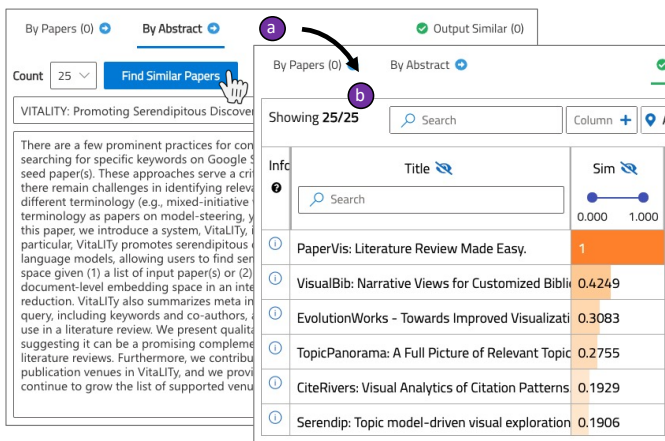 By Papers (0)
By Abstract
Output Similar (0)
Count
25
Find Similar Papers
VITALITY: Promoting Serendipitous Discove
There are a few prominent practices for con
searching for specific keywords on Google
seed paper(s). These approaches serve a cri
there remain challenges in identifying releva
different terminology (e.g., mixed-initiative
terminology as papers on model-steering, y
this paper, we introduce a system, VitaLITy, i
particular, VitaLITy promotes serendipitous
language models, allowing users to find sen
space given (1) a list of input paper(s) or (2)
document-level embedding space in an inte
reduction. VitaLITy also summarizes meta in
query, including keywords and co-authors,
use in a literature review. We present qualita
suggesting it can be a promising compleme
literature reviews. Furthermore, we contribu
publication venues in VitaLITy, and we provi
continue to grow the list of supported venu
a
b
By Papers (0)
By Abstract
Showing 25/25
Search
Column +
Info
Title
Sim
Search
0.000 1.000
PaperVis: Literature Review Made Easy. 1
VisualBib: Narrative Views for Customized Bibli 0.4249
EvolutionWorks - Towards Improved Visualizati 0.3083
TopicPanorama: A Full Picture of Relevant Topic 0.2755
CiteRivers: Visual Analytics of Citation Patterns. 0.1929
Serendip: Topic model-driven visual exploration 0.1906